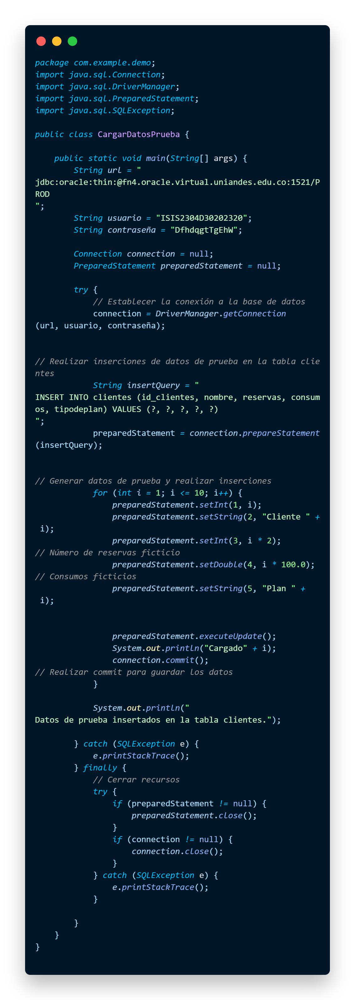 package com.example.demo;
import java.sql.Connection;
import java.sql.DriverManager;
import java.sql.PreparedStatement;
import java.sql.SQLException;

public class CargarDatosPrueba {

    public static void main(String[] args) {
        String url = "
jdbc:oracle:thin:@fn4.oracle.virtual.uniandes.edu.co:1521/P
ROD
";
        String usuario = "ISIS2304D30202320";
        String contraseña = "DfhdqgtTgEhW";

        Connection connection = null;
        PreparedStatement preparedStatement = null;

        try {
            // Establecer la conexión a la base de datos
            connection = DriverManager.getConnection
(url, usuario, contraseña);

// Realizar inserciones de datos de prueba en la tabla clie
ntes
            String insertQuery = "
INSERT INTO clientes (id_clientes, nombre, reservas, consum
os, tipodeplan) VALUES (?, ?, ?, ?, ?)
";
            preparedStatement = connection.prepareStatement
(insertQuery);

// Generar datos de prueba y realizar inserciones
            for (int i = 1; i <= 10; i++) {
                preparedStatement.setInt(1, i);
                preparedStatement.setString(2, "Cliente " +
 i);
                preparedStatement.setInt(3, i * 2);
// Número de reservas ficticio
                preparedStatement.setDouble(4, i * 100.0);
// Consumos ficticios
                preparedStatement.setString(5, "Plan " +
 i);

                preparedStatement.executeUpdate();
                System.out.println("Cargado" + i);
                connection.commit();
// Realizar commit para guardar los datos
            }

            System.out.println("
Datos de prueba insertados en la tabla clientes.");

        } catch (SQLException e) {
            e.printStackTrace();
        } finally {
            // Cerrar recursos
            try {
                if (preparedStatement != null) {
                    preparedStatement.close();
                }
                if (connection != null) {
                    connection.close();
                }
            } catch (SQLException e) {
                e.printStackTrace();
            }

        }
    }
}